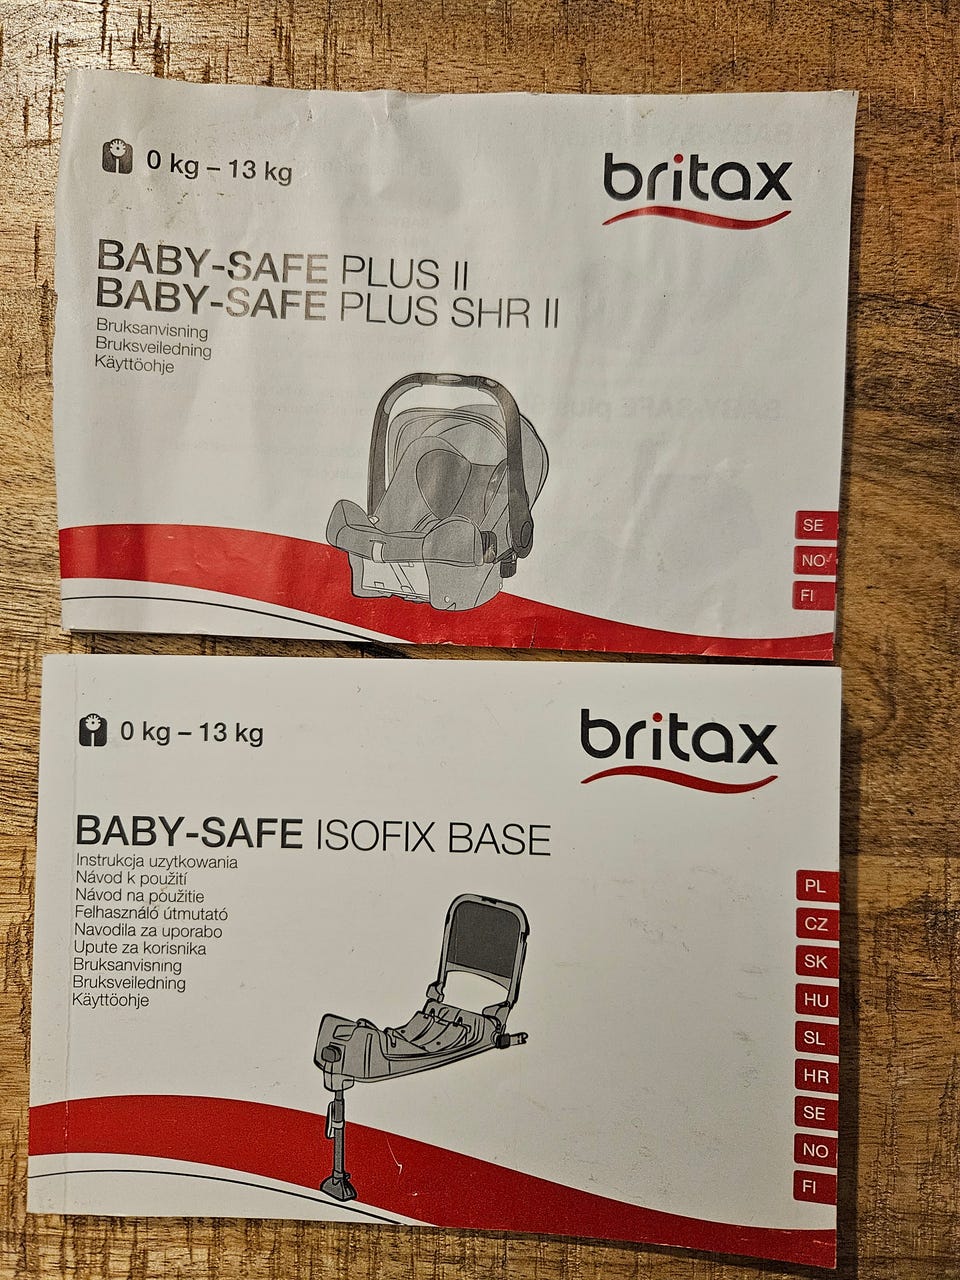 0 kg – 13 kg
britax
BABY-SAFE PLUS II
BABY-SAFE PLUS SHR II
Bruksanvisning
Bruksveiledning
Käyttöohje
SE
NO
FI
0 kg – 13 kg
britax
BABY-SAFE ISOFIX BASE
Instrukcja uzytkowania
Návod k použití
Návod na použitie
Felhasználó útmutató
Navodila za uporabo
Upute za korisnika
Bruksanvisning
Bruksveiledning
Käyttöohje
PL
CZ
SK
HU
SL
HR
SE
NO
FI